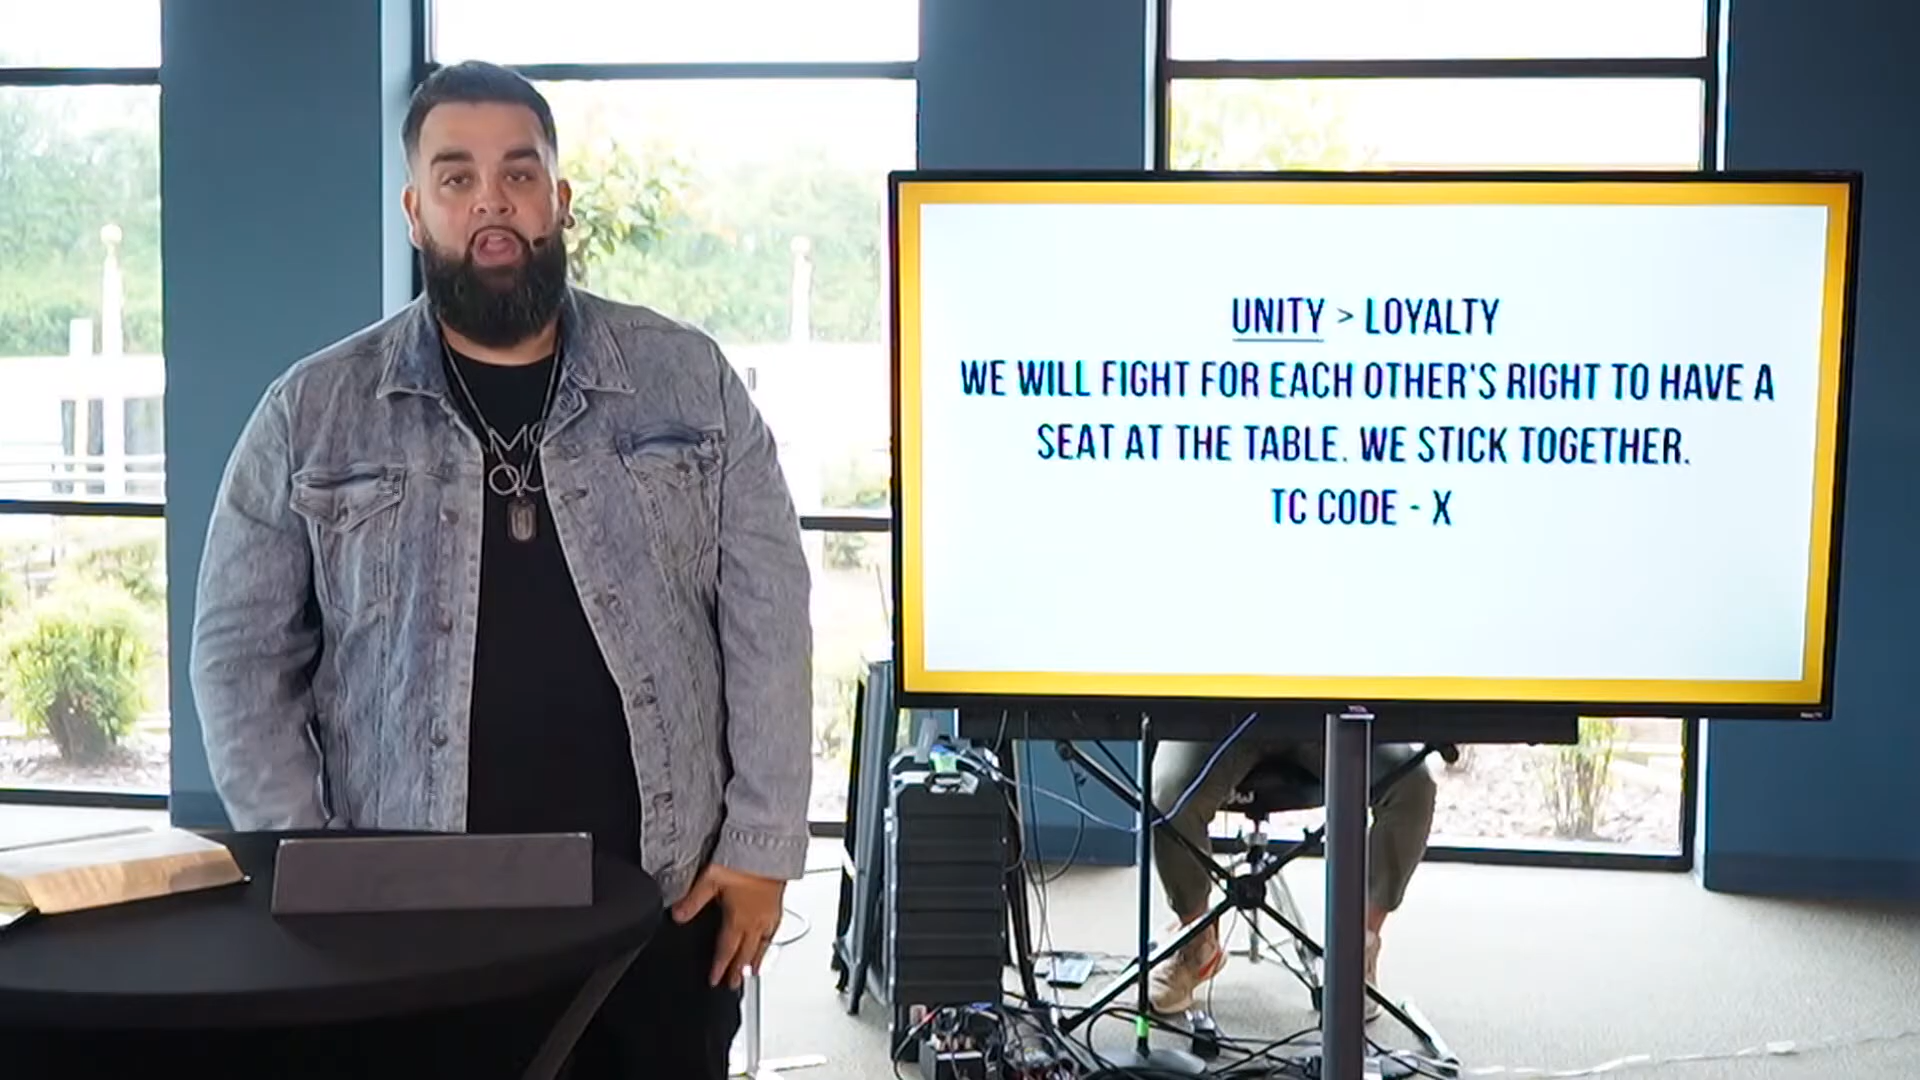 UNITY > LOYALTY
WE WILL FIGHT FOR EACH OTHER'S RIGHT TO HAVE A
SEAT AT THE TABLE. WE STICK TOGETHER.
TC CODE - X
TCL